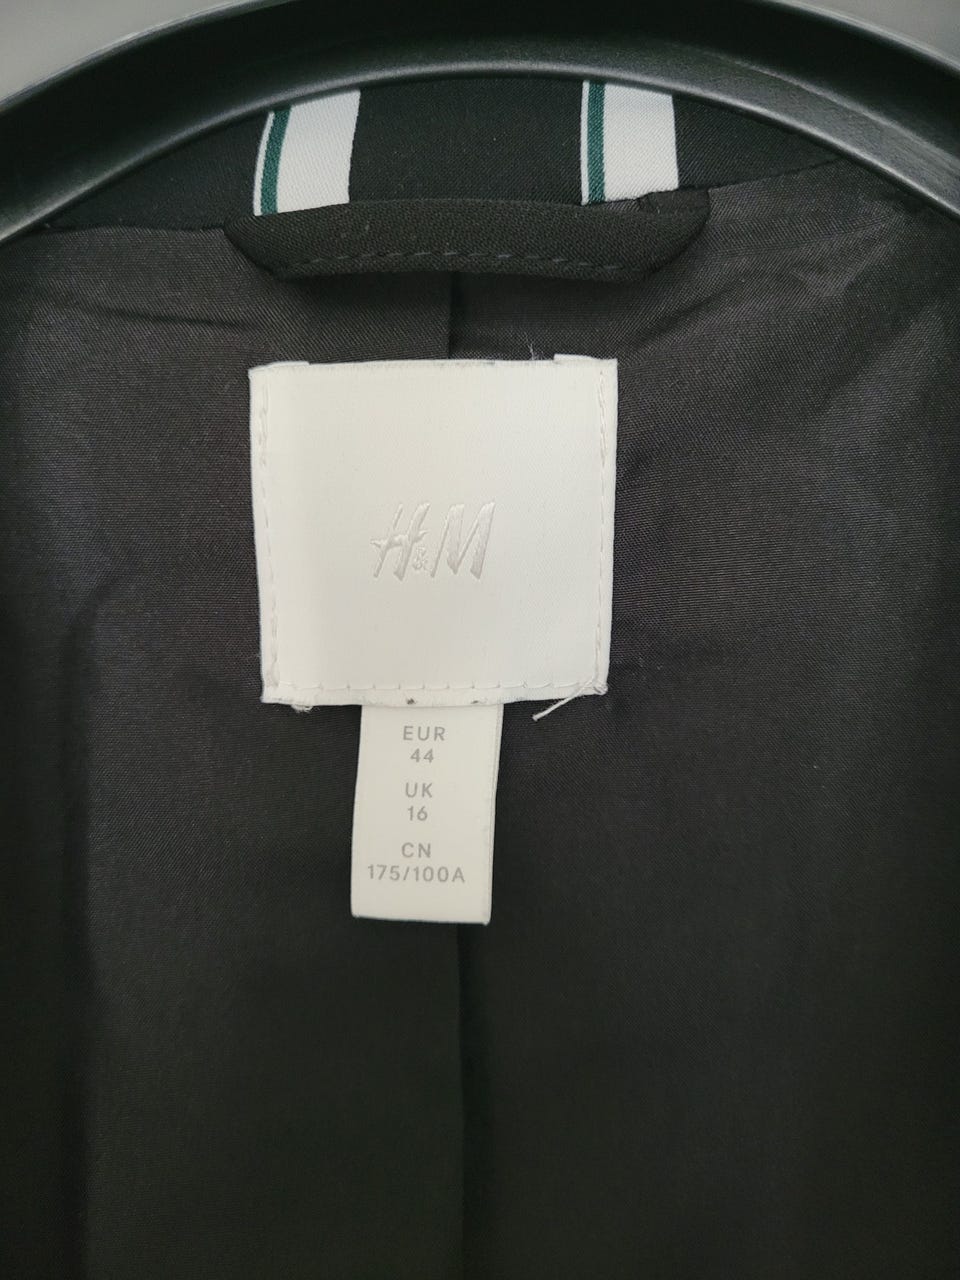 H&M
EUR
44
UK
16
CN
175/100A